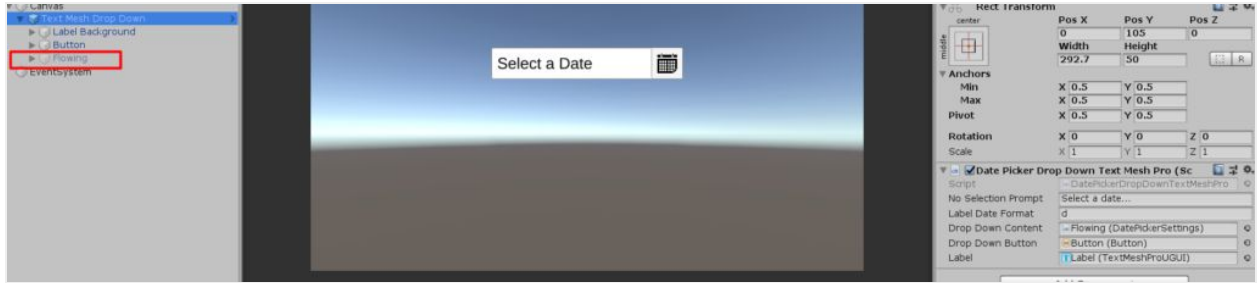 Canvas
Text Mesh Drop Down
Label Background
Button
Flowing
EventSystem
Select a Date
Rect Transform
center
middle
Pos X Pos Y Pos Z
0 105 0
Width Height
292.7 50
R
Anchors
Min X 0.5 Y 0.5
Max X 0.5 Y 0.5
Pivot X 0.5 Y 0.5
Rotation X 0 Y 0 Z 0
Scale X 1 Y 1 Z 1
Date Picker Drop Down Text Mesh Pro (Sc
Script DatePickerDropDownTextMeshPro
No Selection Prompt Select a date...
Label Date Format d
Drop Down Content Flowing (DatePickerSettings)
Drop Down Button Button (Button)
Label Label (TextMeshProUGUI)